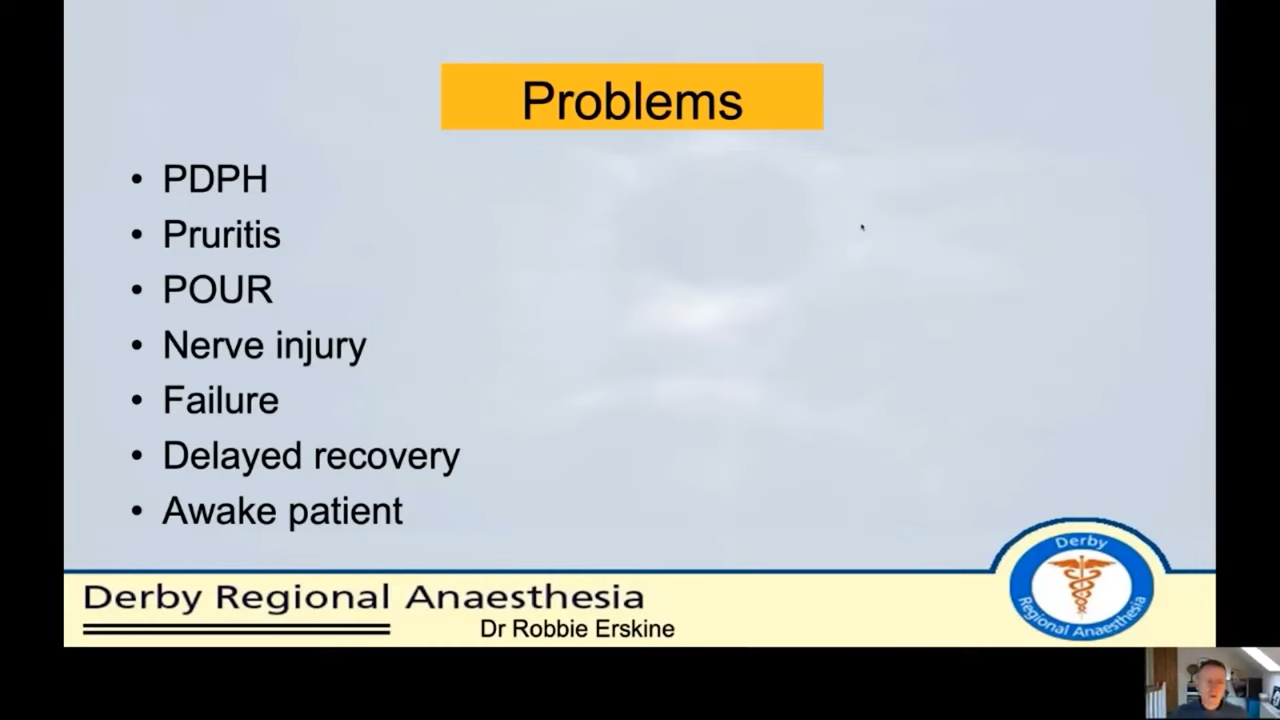 Problems
• PDPH
• Pruritis
• POUR
• Nerve injury
• Failure
• Delayed recovery
• Awake patient
Derby Regional Anaesthesia
Dr Robbie Erskine
Derby
Regional Anaesthesia